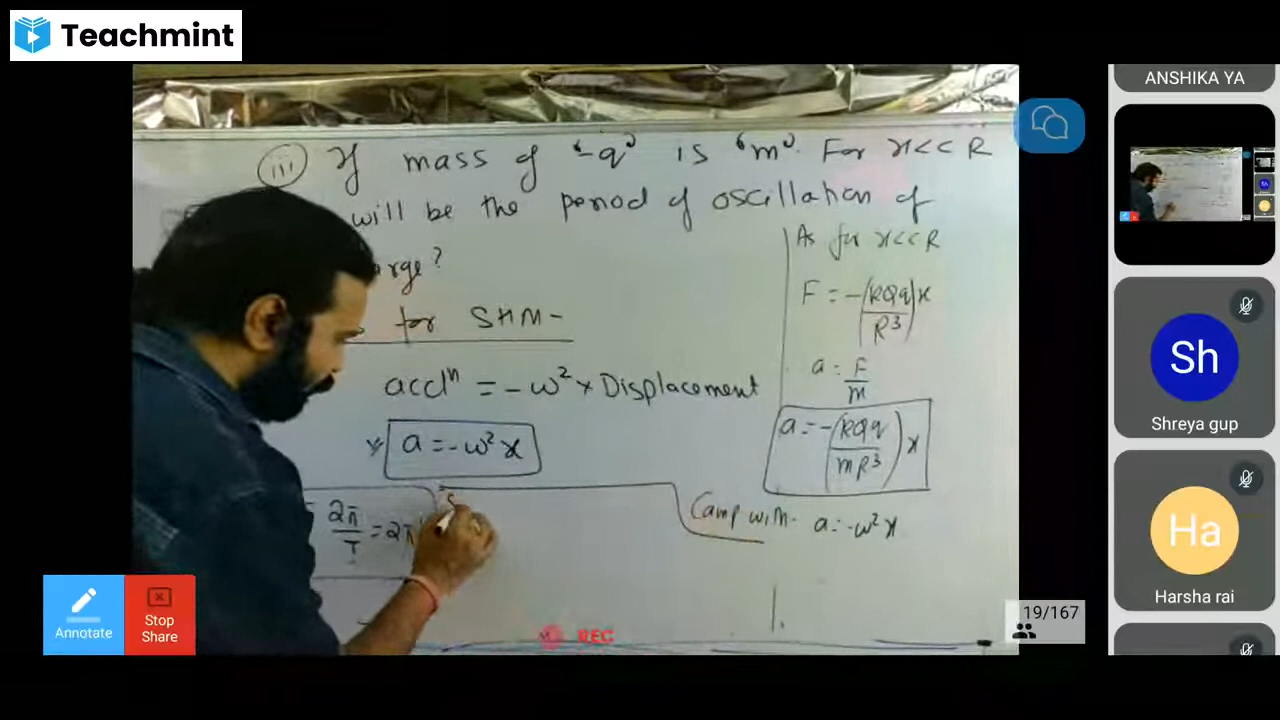 Teachmint
ANSHIKA YA
(iii) If mass of '-q' is 'm'. For x<<R
will be the period of oscillation of
arge?
for SHM-
accl^n = -ω² × Displacement
a = -ω²x
2π/T = 2π
As for x<<R
F = -(KQq/R³)x
a = F/m
a = -(KQq/mR³)x
Comp with- a = -ω²x
Annotate
Stop
Share
REC
19/167
Sh
Shreya gup
Ha
Harsha rai